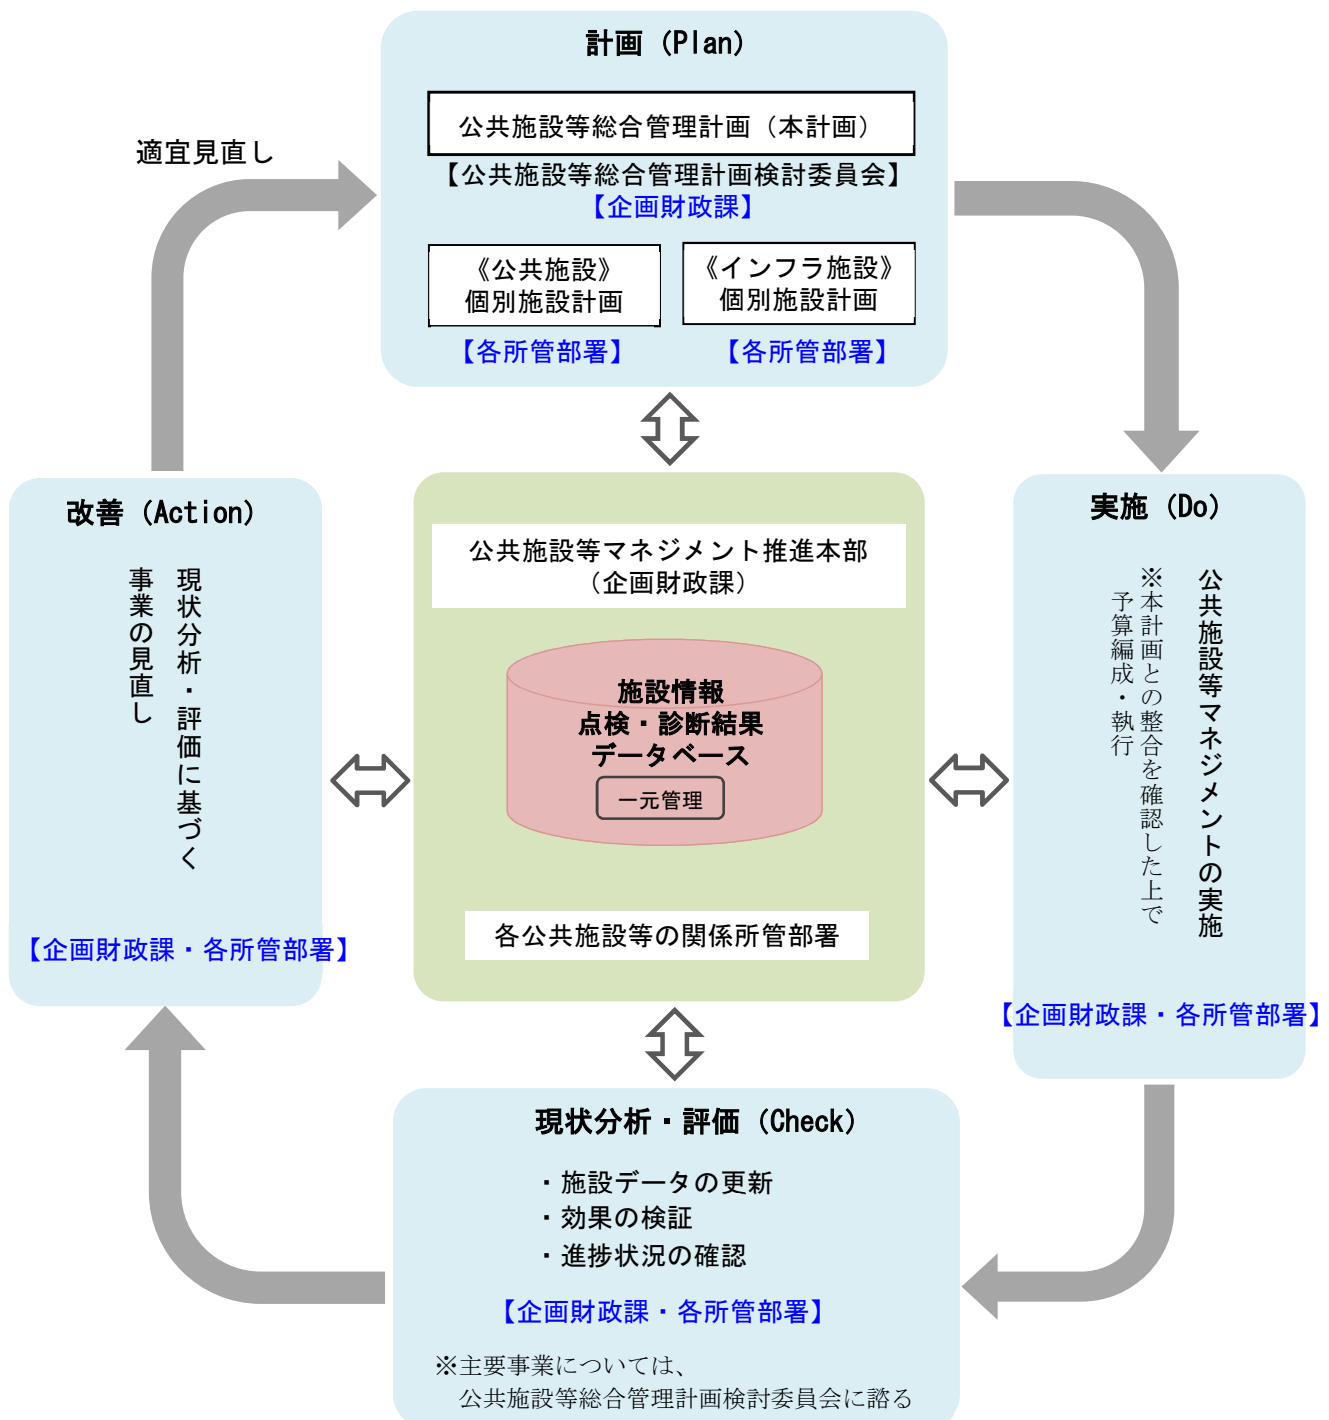 計画（Plan）
公共施設等総合管理計画（本計画）
【公共施設等総合管理計画検討委員会】
【企画財政課】
《公共施設》
個別施設計画
【各所管部署】
《インフラ施設》
個別施設計画
【各所管部署】
適宜見直し
実施（Do）
公共施設等マネジメントの実施
※本計画との整合を確認した上で
予算編成・執行
【企画財政課・各所管部署】
公共施設等マネジメント推進本部
（企画財政課）
施設情報
点検・診断結果
データベース
一元管理
各公共施設等の関係所管部署
改善（Action）
現状分析・評価に基づく
事業の見直し
【企画財政課・各所管部署】
現状分析・評価（Check）
・施設データの更新
・効果の検証
・進捗状況の確認
【企画財政課・各所管部署】
※主要事業については、
公共施設等総合管理計画検討委員会に諮る